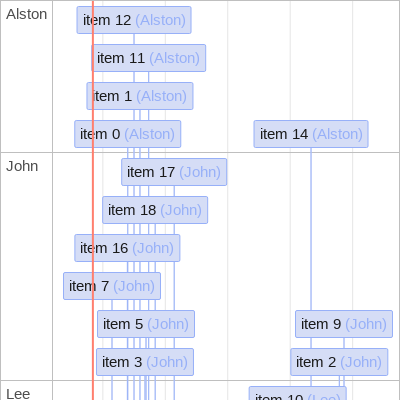 Alston
item 12 (Alston)
item 11 (Alston)
item 1 (Alston)
item 0 (Alston)
item 14 (Alston)
John
item 17 (John)
item 18 (John)
item 16 (John)
item 7 (John)
item 5 (John)
item 9 (John)
item 3 (John)
item 2 (John)
Lee
item 10 (Lee)